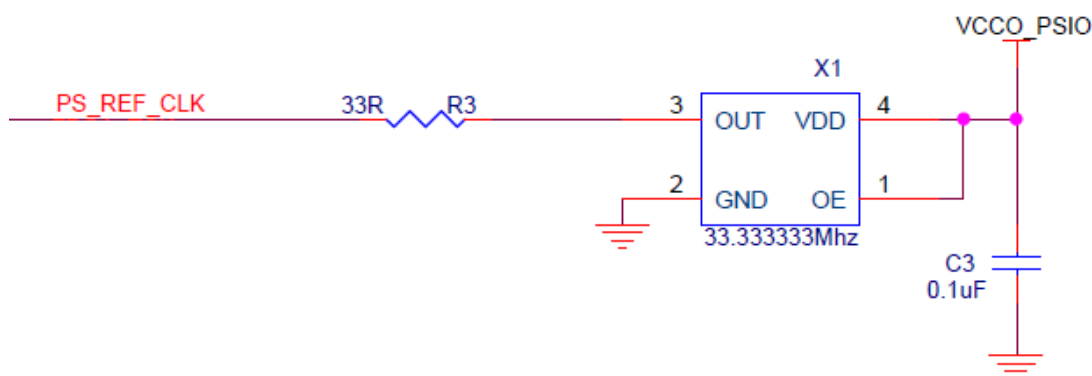 VCCO_PSIO
X1
PS_REF_CLK
33R R3 3 OUT VDD 4
2 GND OE 1
33.333333Mhz
C3
0.1uF